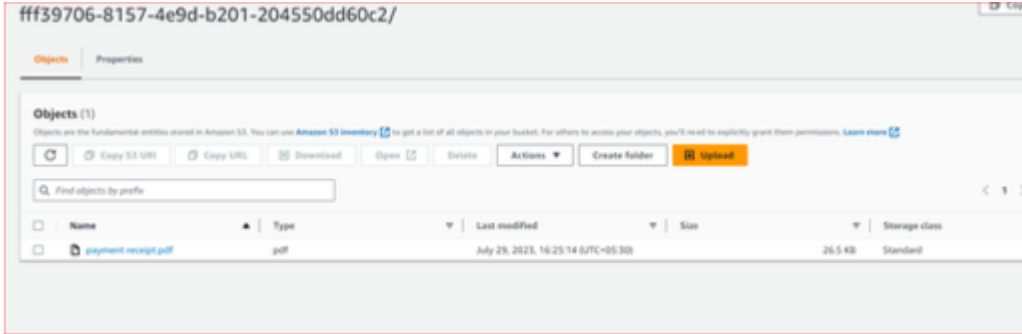 fff39706-8157-4e9d-b201-204550dd60c2/
Copy
Objects Properties
Objects (1)
Objects are the fundamental entities stored in Amazon S3. You can use Amazon S3 Inventory to get a list of all objects in your bucket. For others to access your objects, you'll need to explicitly grant them permissions. Learn more
Copy S3 URI Copy URL Download Open Delete Actions Create folder Upload
Find objects by prefix
1
Name Type Last modified Size Storage class
payment receipt.pdf pdf July 29, 2023, 16:25:14 (UTC+05:30) 26.5 KB Standard